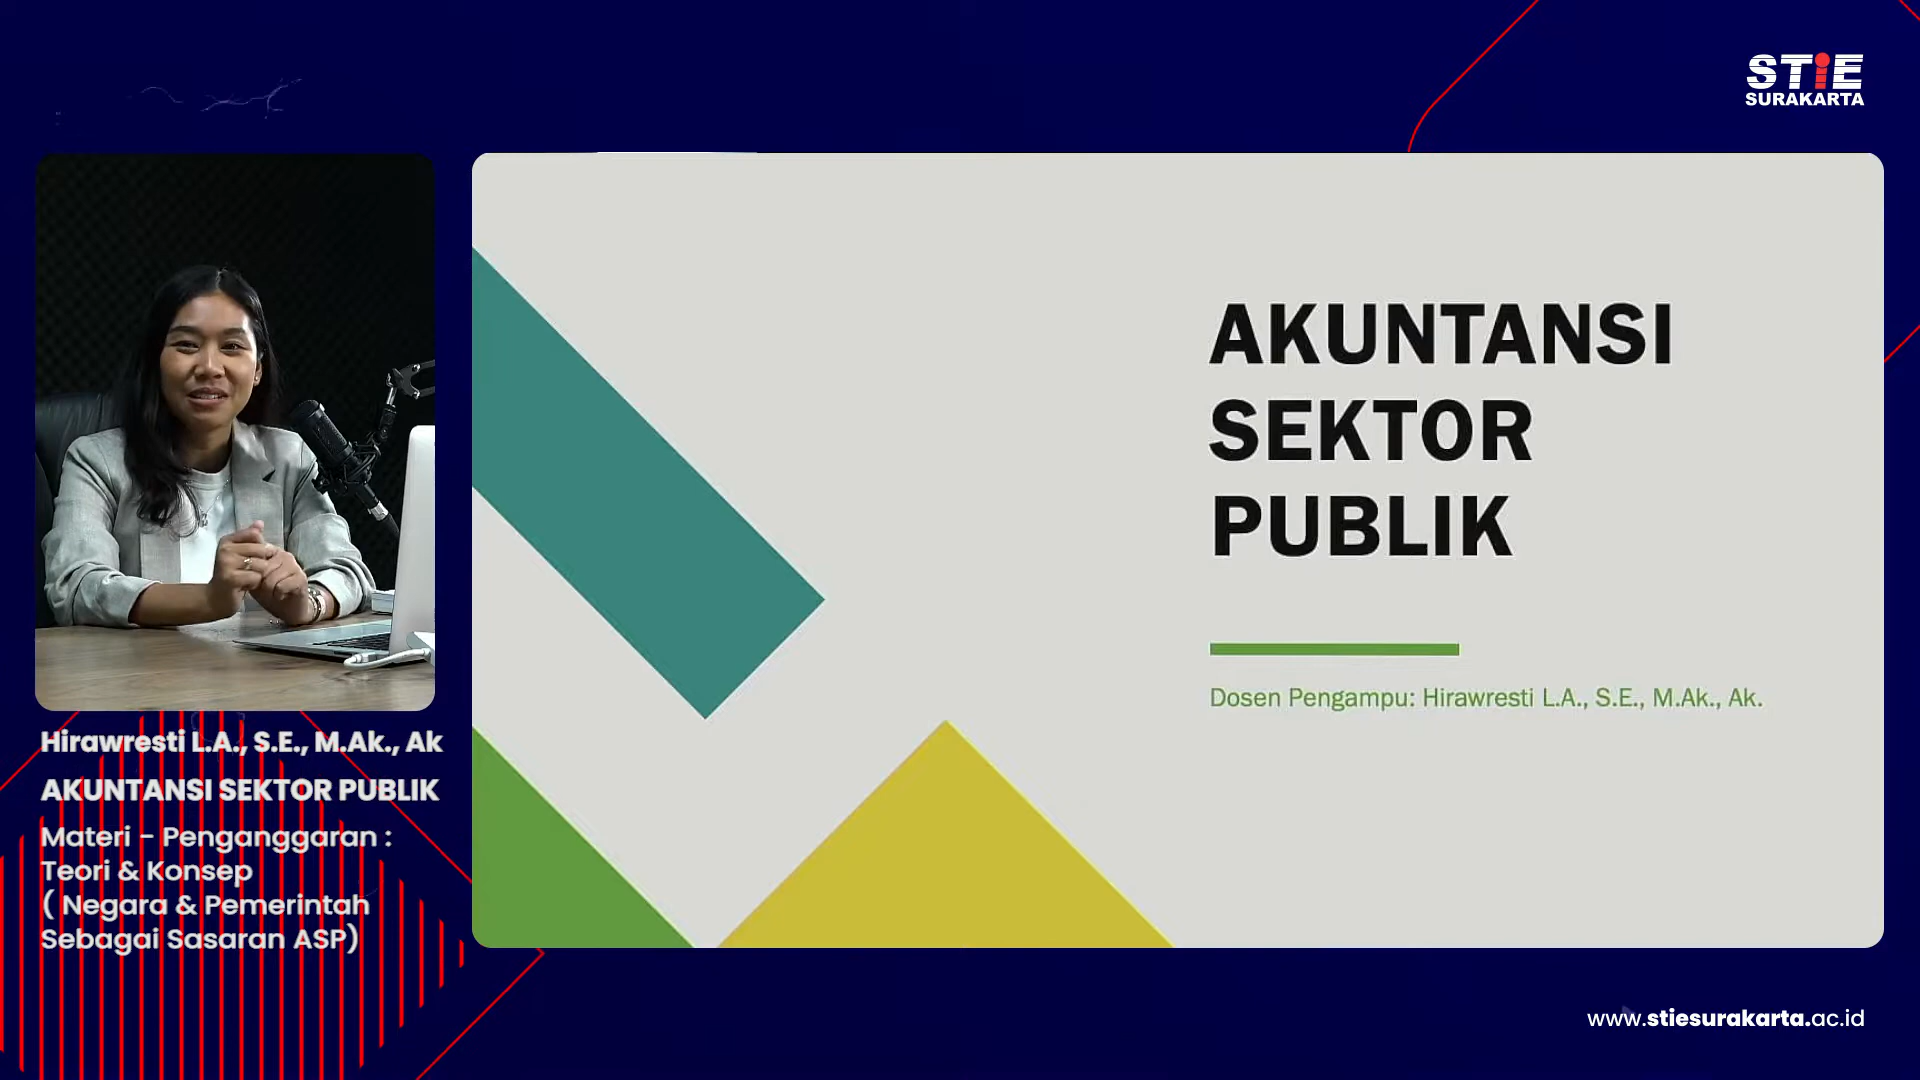 STiE
SURAKARTA
AKUNTANSI
SEKTOR
PUBLIK
Dosen Pengampu: Hirawresti L.A., S.E., M.Ak., Ak.
Hirawresti L.A., S.E., M.Ak., Ak
AKUNTANSI SEKTOR PUBLIK
Materi - Penganggaran :
Teori & Konsep
( Negara & Pemerintah
Sebagai Sasaran ASP)
www.stiesurakarta.ac.id